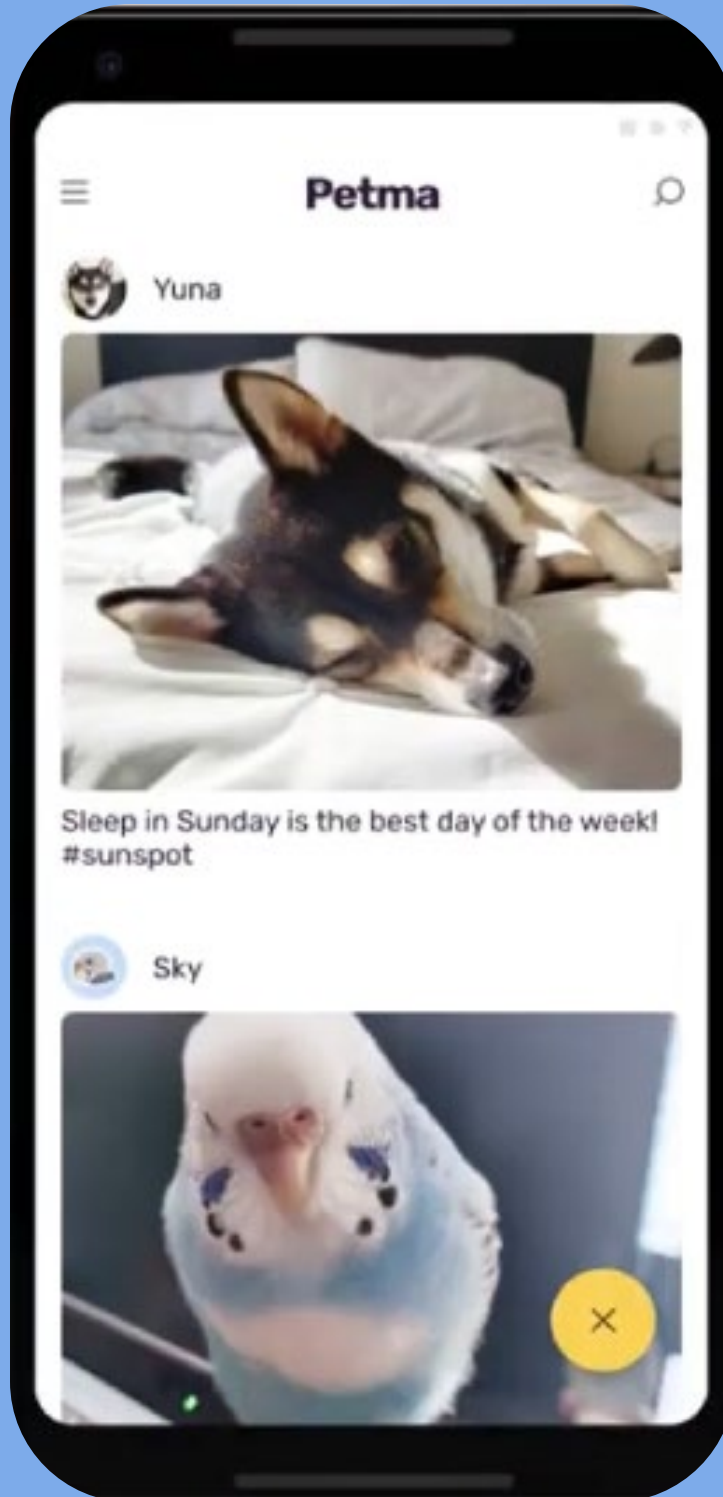 Petma
Yuna
Sleep in Sunday is the best day of the week!
#sunspot
Sky